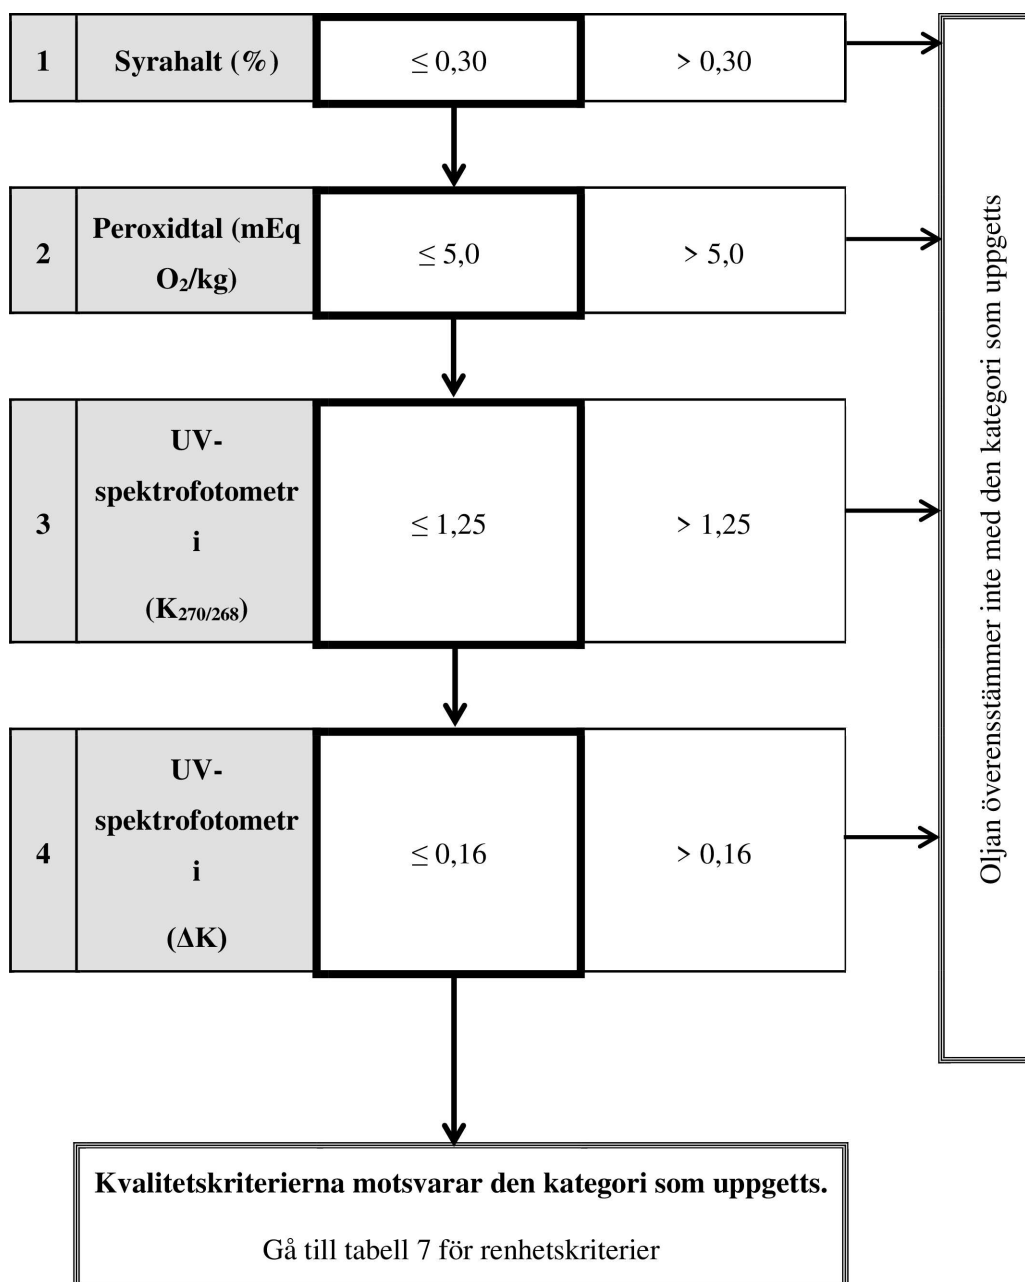 1
Syrahalt (%)
≤ 0,30
> 0,30
2
Peroxidtal (mEq
O₂/kg)
≤ 5,0
> 5,0
3
UV-
spektrofotometr
i
(K₂₇₀/₂₆₈)
≤ 1,25
> 1,25
4
UV-
spektrofotometr
i
(ΔK)
≤ 0,16
> 0,16
Oljan överensstämmer inte med den kategori som uppgetts
Kvalitetskriterierna motsvarar den kategori som uppgetts.
Gå till tabell 7 för renhetskriterier